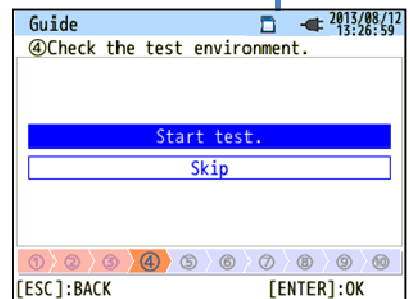 Guide 2013/08/12
13:26:59
④Check the test environment.
Start test.
Skip
① ② ③ ④ ⑤ ⑥ ⑦ ⑧ ⑨ ⑩
[ESC]:BACK [ENTER]:OK